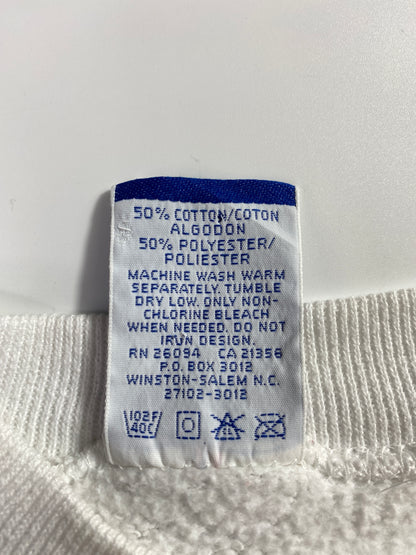 50% COTTON/COTON
ALGODON
50% POLYESTER/
POLIESTER
MACHINE WASH WARM
SEPARATELY. TUMBLE
DRY LOW. ONLY NON-
CHLORINE BLEACH
WHEN NEEDED. DO NOT
IRON DESIGN.
RN 26094 CA 21356
P.O. BOX 3012
WINSTON-SALEM N.C.
27102-3012
102F
40C